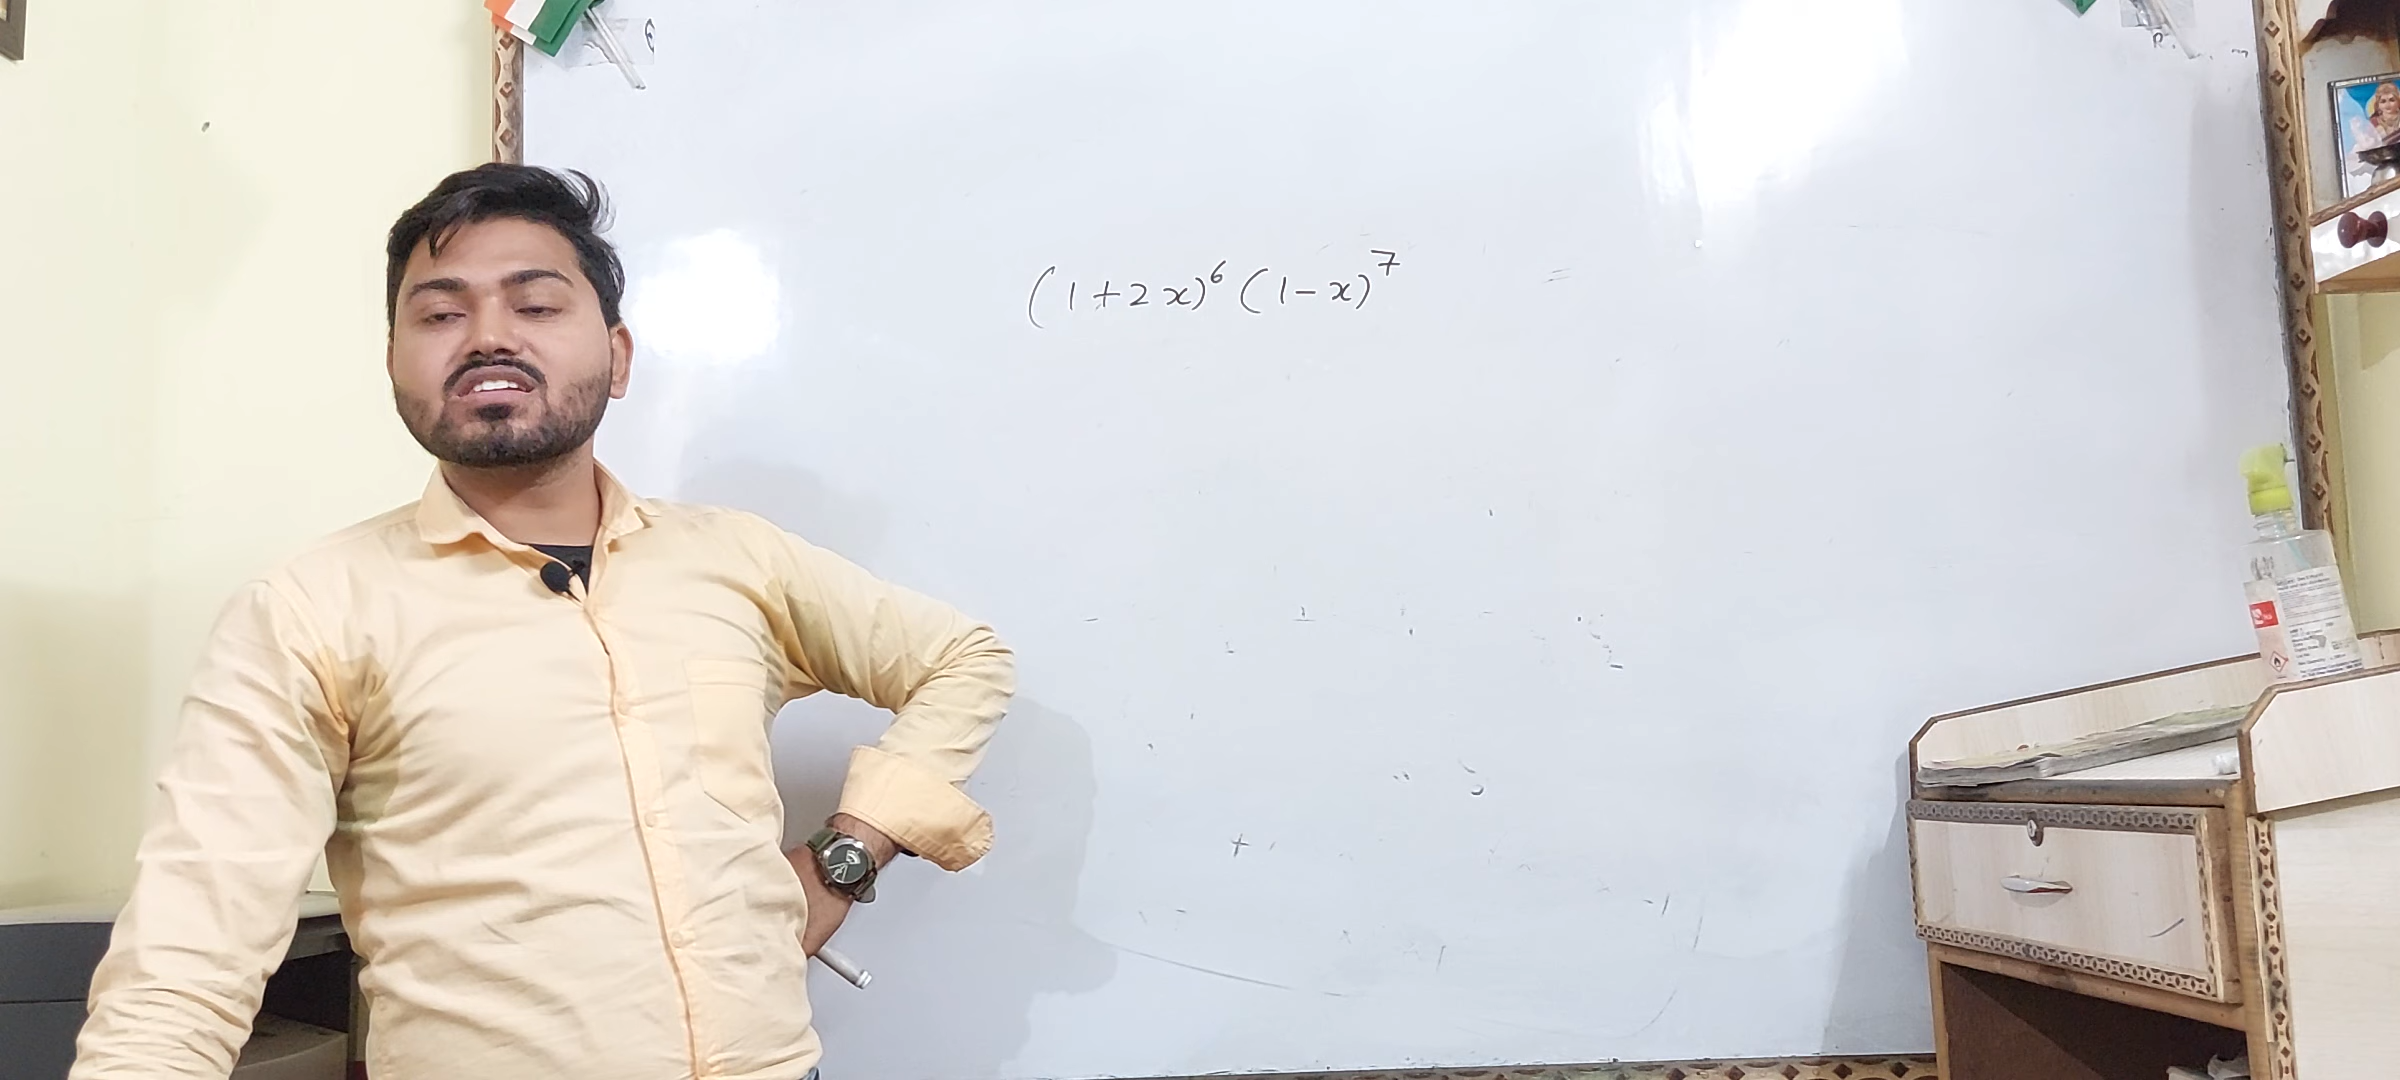 (1+2x)⁶ (1-x)⁷ =